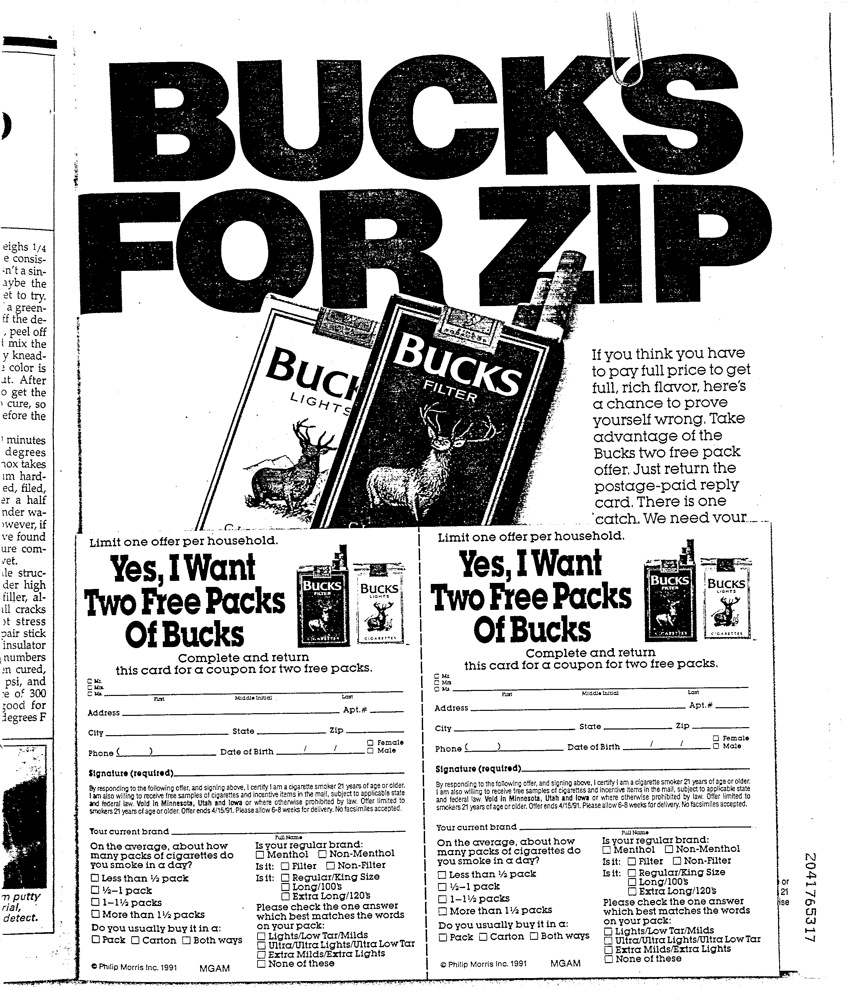 BUCKS
FOR ZIP
eighs 1/4
e consis-
n't a sin-
aybe the
et to try.
a green-
ff the de-
, peel off
mix the
y knead-
color is
ut. After
o get the
cure, so
efore the
minutes
degrees
nox takes
im hard-
ed, filed,
er a half
nder wa-
owever, if
ve found
ure com-
vet.
le struc-
der high
filler, al-
ill cracks
ot stress
pair stick
insulator
numbers
en cured,
psi, and
e of 300
good for
degrees F
m putty
rial,
detect.
BUCKS
LIGHTS
BUCKS
FILTER
If you think you have
to pay full price to get
full, rich flavor, here's
a chance to prove
yourself wrong. Take
advantage of the
Bucks two free pack
offer. Just return the
postage-paid reply
card. There is one
catch. We need your
Limit one offer per household.
Yes, I Want
Two Free Packs
Of Bucks
BUCKS
FILTER
CIGARETTES
BUCKS
LIGHTS
CIGARETTES
Complete and return
this card for a coupon for two free packs.
☐ Mr.
☐ Mrs.
☐ Ms.
First Middle Initial Last
Address Apt.#
City State Zip
Phone ( ) Date of Birth / / ☐ Female
☐ Male
Signature (required)
By responding to the following offer, and signing above, I certify I am a cigarette smoker 21 years of age or older.
I am also willing to receive free samples of cigarettes and incentive items in the mail, subject to applicable state
and federal law. Void in Minnesota, Utah and Iowa or where otherwise prohibited by law. Offer limited to
smokers 21 years of age or older. Offer ends 4/15/91. Please allow 6-8 weeks for delivery. No facsimiles accepted.
Your current brand
Full Name
On the average, about how
many packs of cigarettes do
you smoke in a day?
☐ Less than ½ pack
☐ ½–1 pack
☐ 1–1½ packs
☐ More than 1½ packs
Do you usually buy it in a:
☐ Pack ☐ Carton ☐ Both ways
Is your regular brand:
☐ Menthol ☐ Non-Menthol
Is it: ☐ Filter ☐ Non-Filter
Is it: ☐ Regular/King Size
☐ Long/100's
☐ Extra Long/120's
Please check the one answer
which best matches the words
on your pack:
☐ Lights/Low Tar/Milds
☐ Ultra/Ultra Lights/Ultra Low Tar
☐ Extra Milds/Extra Lights
☐ None of these
© Philip Morris Inc. 1991 MGAM
Limit one offer per household.
Yes, I Want
Two Free Packs
Of Bucks
BUCKS
FILTER
CIGARETTES
BUCKS
LIGHTS
CIGARETTES
Complete and return
this card for a coupon for two free packs.
☐ Mr.
☐ Mrs.
☐ Ms.
First Middle Initial Last
Address Apt.#
City State Zip
Phone ( ) Date of Birth / / ☐ Female
☐ Male
Signature (required)
By responding to the following offer, and signing above, I certify I am a cigarette smoker 21 years of age or older.
I am also willing to receive free samples of cigarettes and incentive items in the mail, subject to applicable state
and federal law. Void in Minnesota, Utah and Iowa or where otherwise prohibited by law. Offer limited to
smokers 21 years of age or older. Offer ends 4/15/91. Please allow 6-8 weeks for delivery. No facsimiles accepted.
Your current brand
Full Name
On the average, about how
many packs of cigarettes do
you smoke in a day?
☐ Less than ½ pack
☐ ½–1 pack
☐ 1–1½ packs
☐ More than 1½ packs
Do you usually buy it in a:
☐ Pack ☐ Carton ☐ Both ways
Is your regular brand:
☐ Menthol ☐ Non-Menthol
Is it: ☐ Filter ☐ Non-Filter
Is it: ☐ Regular/King Size
☐ Long/100's
☐ Extra Long/120's
Please check the one answer
which best matches the words
on your pack:
☐ Lights/Low Tar/Milds
☐ Ultra/Ultra Lights/Ultra Low Tar
☐ Extra Milds/Extra Lights
☐ None of these
© Philip Morris Inc. 1991 MGAM
or
21
ise
2041765317